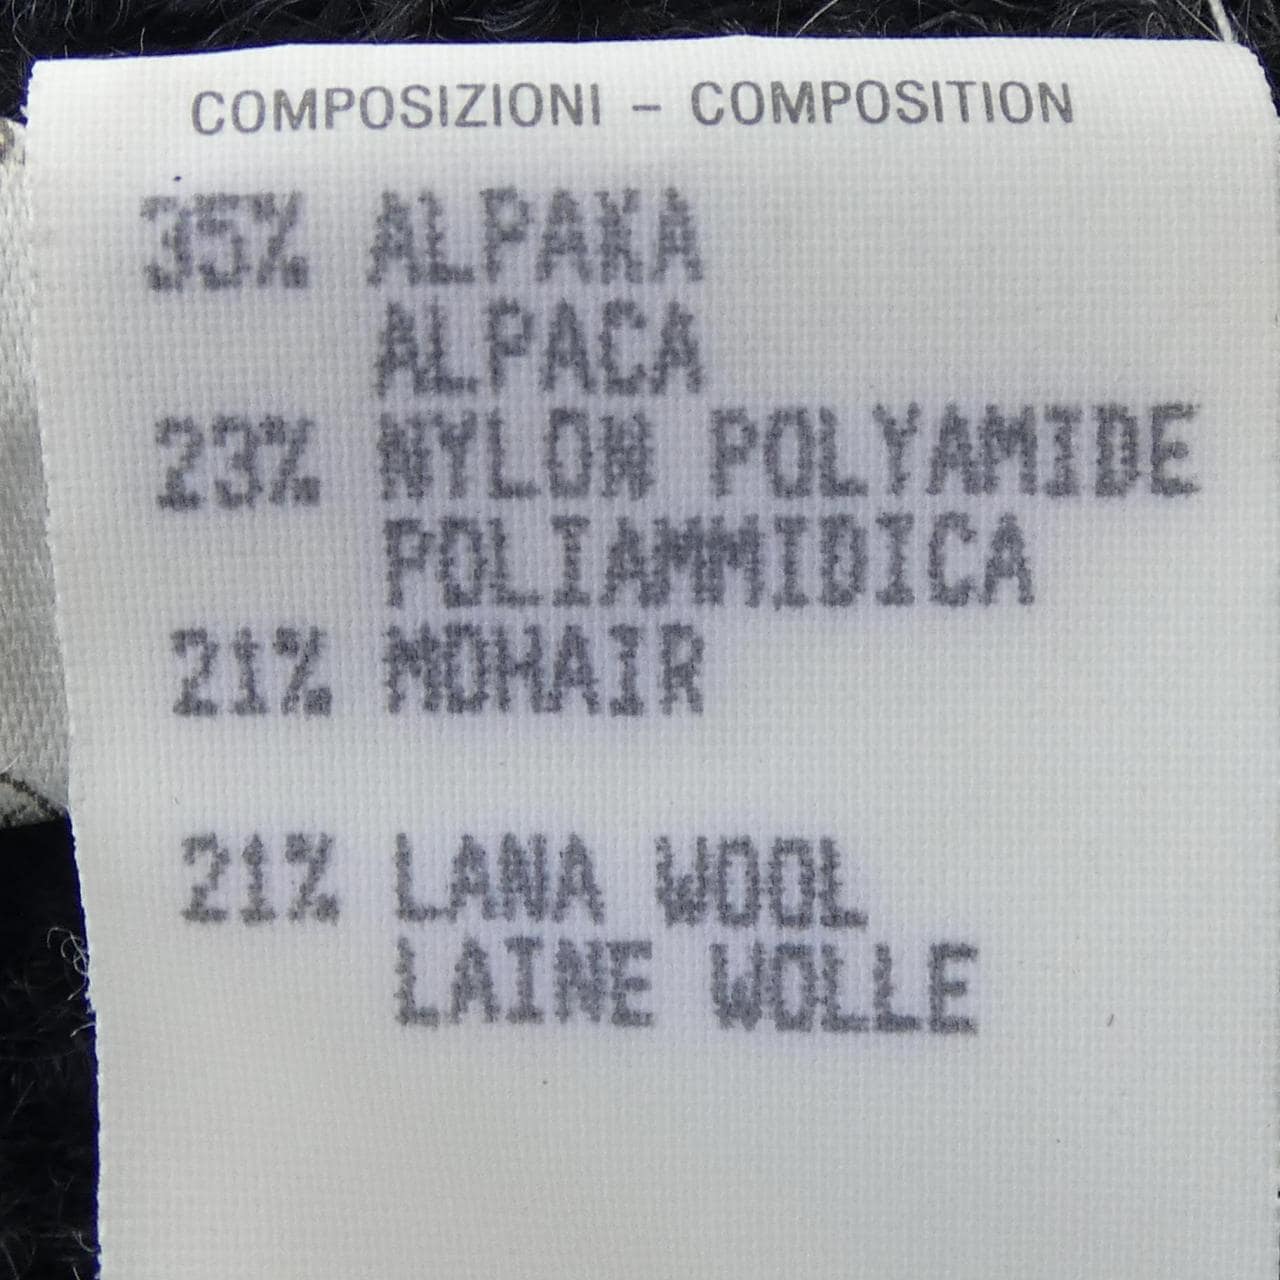 COMPOSIZIONI – COMPOSITION
35% ALPAKA
ALPACA
23% NYLON POLYAMIDE
POLIAMMIDICA
21% MOHAIR
21% LANA WOOL
LAINE WOLLE